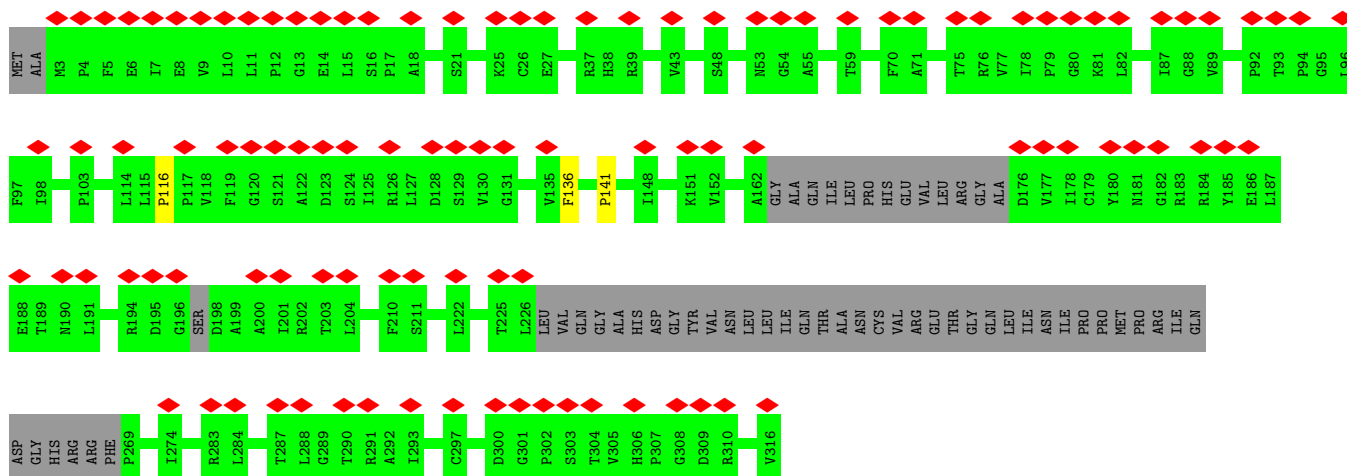 MET ALA M3 P4 F5 E6 I7 E8 V9 L10 L11 P12 G13 E14 L15 S16 P17 A18 S21 K25 C26 E27 R37 H38 R39 V43 S48 N53 G54 A55 T59 F70 A71 T75 R76 V77 I78 P79 G80 K81 L82 I87 G88 V89 P92 T93 P94 G95 L96
F97 I98 P103 L114 L115 P116 P117 V118 F119 G120 S121 A122 D123 S124 I125 R126 L127 D128 S129 V130 G131 V135 F136 P141 I148 K151 V152 A162 GLY ALA GLN ILE LEU PRO HIS GLU VAL LEU ARG GLY ALA D176 V177 I178 C179 Y180 N181 G182 R183 R184 Y185 E186 L187
E188 T189 N190 L191 R194 D195 G196 SER D198 A199 A200 I201 R202 T203 L204 F210 S211 L222 T225 L226 LEU VAL GLN GLY ALA HIS ASP GLY TYR VAL ASN LEU LEU ILE GLN THR ALA ASN CYS VAL ARG GLU THR GLY GLN LEU ILE ASN ILE PRO PRO MET PRO ARG ILE GLN
ASP GLY HIS ARG ARG PHE P269 I274 R283 L284 T287 L288 G289 T290 R291 A292 I293 C297 D300 G301 P302 S303 T304 V305 H306 P307 G308 D309 R310 V316